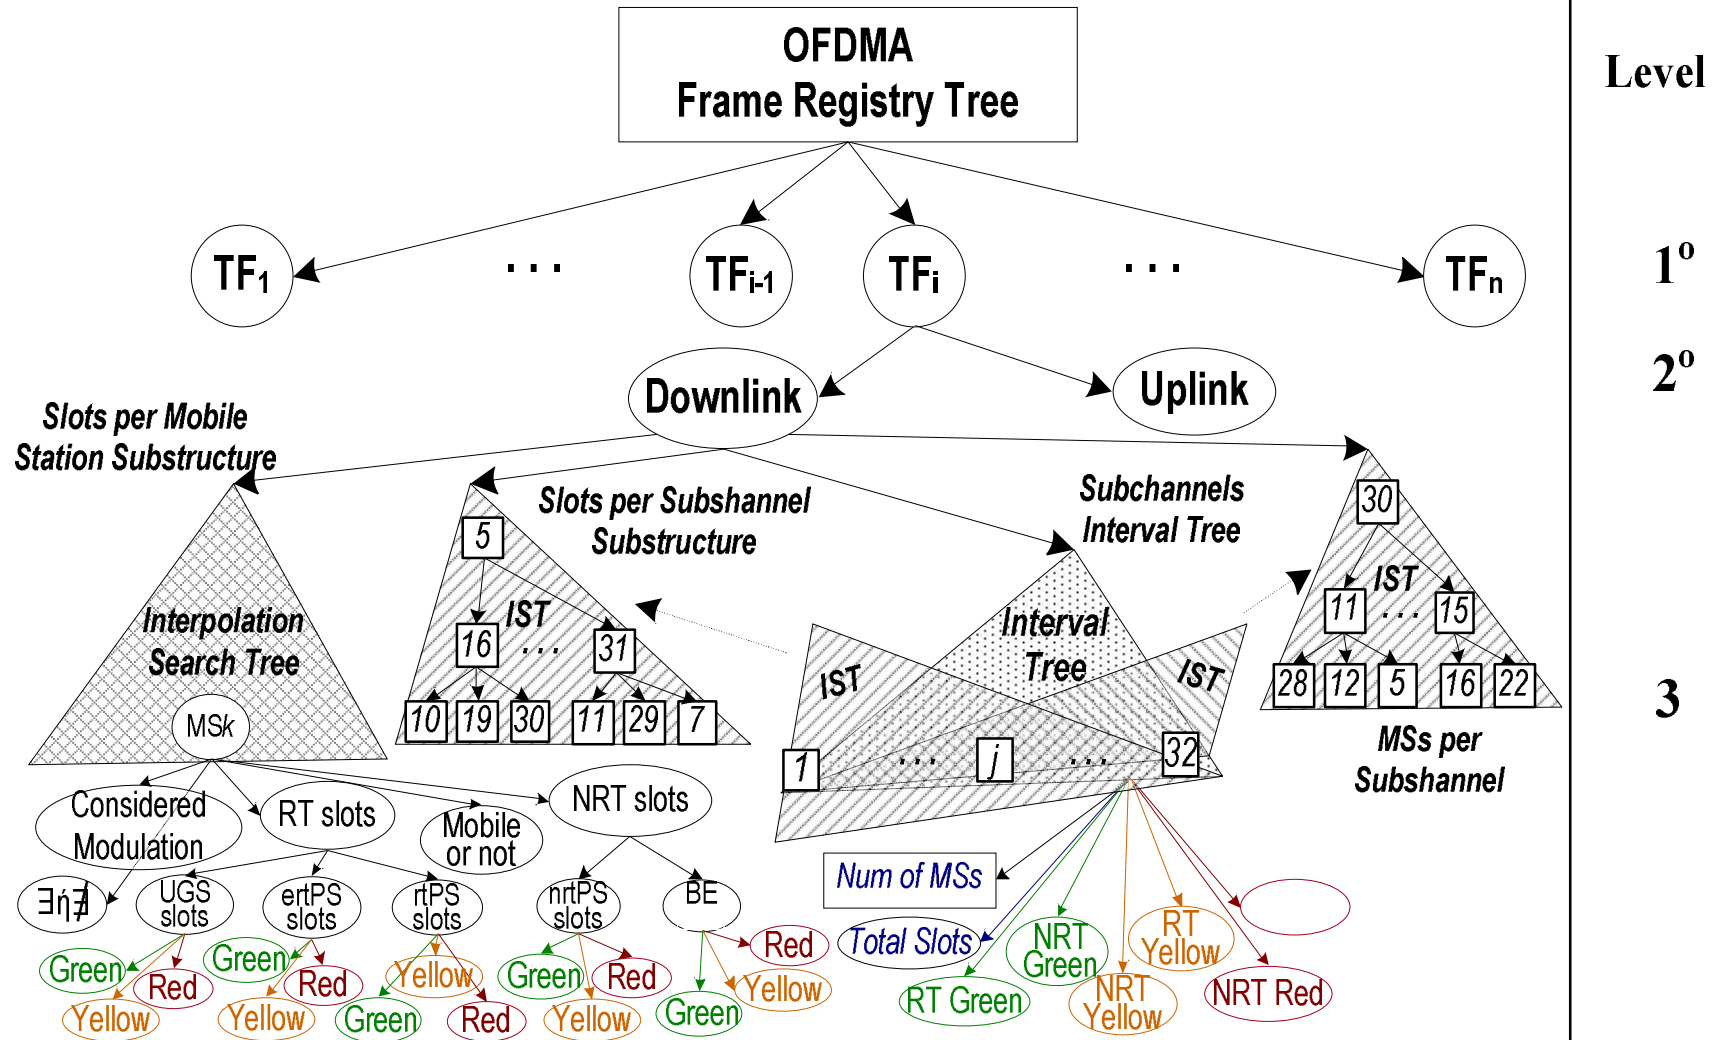 OFDMA
Frame Registry Tree
Level
TF1
...
TFi-1
TFi
...
TFn
1º
Downlink
Uplink
2º
Slots per Mobile
Station Substructure
Slots per Subshannel
Substructure
Subchannels
Interval Tree
30
IST
11
...
15
28
12
5
16
22
MSs per
Subshannel
5
IST
16
...
31
10
19
30
11
29
7
Interpolation
Search Tree
MSk
Interval
Tree
IST
IST
1
...
j
...
32
3
Considered
Modulation
RT slots
Mobile
or not
NRT slots
∃ή∄
UGS
slots
ertPS
slots
rtPS
slots
nrtPS
slots
BE
Green
Red
Yellow
Green
Red
Yellow
Yellow
Green
Red
Green
Red
Yellow
Red
Yellow
Green
Num of MSs
Total Slots
RT Green
NRT
Green
NRT
Yellow
RT
Yellow
NRT Red